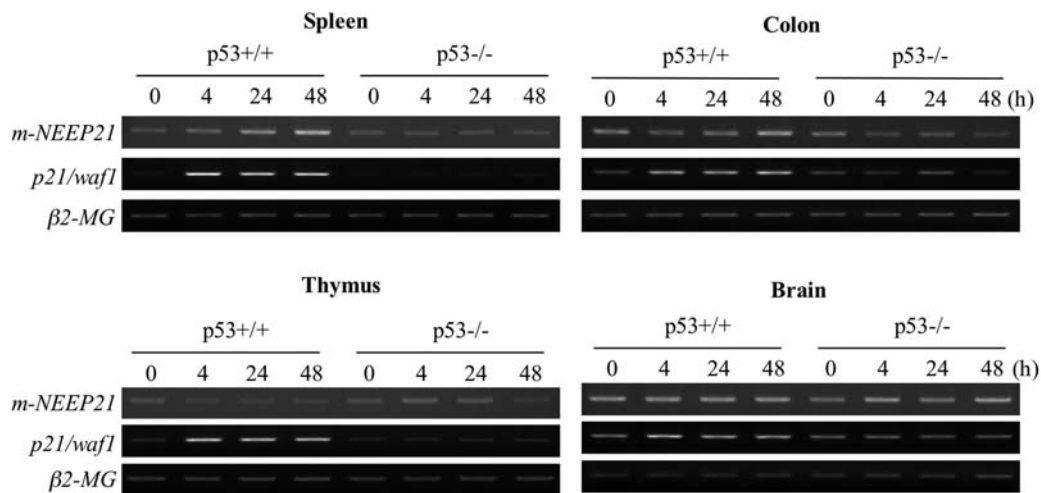 Spleen
p53+/+ p53-/-
0 4 24 48 0 4 24 48
m-NEEP21
p21/waf1
β2-MG
Colon
p53+/+ p53-/-
0 4 24 48 0 4 24 48 (h)
Thymus
p53+/+ p53-/-
0 4 24 48 0 4 24 48
m-NEEP21
p21/waf1
β2-MG
Brain
p53+/+ p53-/-
0 4 24 48 0 4 24 48 (h)